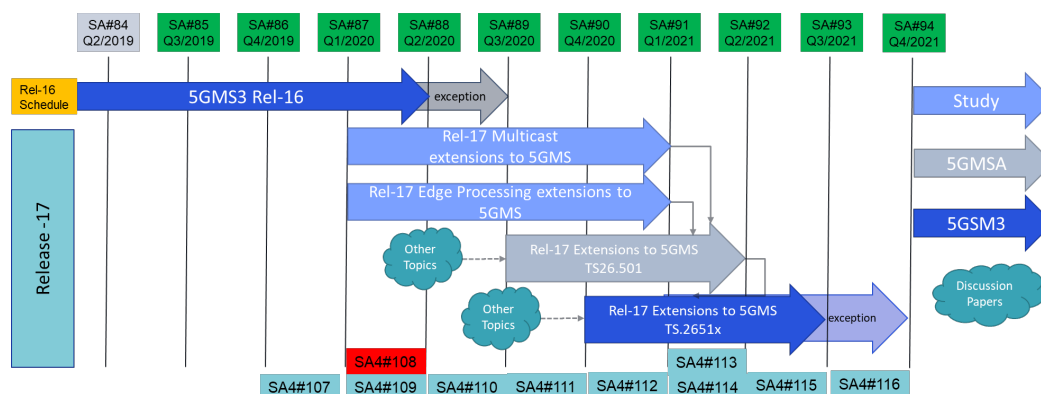 SA#84
Q2/2019
SA#85
Q3/2019
SA#86
Q4/2019
SA#87
Q1/2020
SA#88
Q2/2020
SA#89
Q3/2020
SA#90
Q4/2020
SA#91
Q1/2021
SA#92
Q2/2021
SA#93
Q3/2021
SA#94
Q4/2021
Rel-16
Schedule
5GMS3 Rel-16
exception
Study
Release -17
Rel-17 Multicast
extensions to 5GMS
5GMSA
Rel-17 Edge Processing extensions to
5GMS
5GSM3
Other
Topics
Rel-17 Extensions to 5GMS
TS26.501
Discussion
Papers
Other
Topics
Rel-17 Extensions to 5GMS
TS.2651x
exception
SA4#108
SA4#113
SA4#107
SA4#109
SA4#110
SA4#111
SA4#112
SA4#114
SA4#115
SA4#116